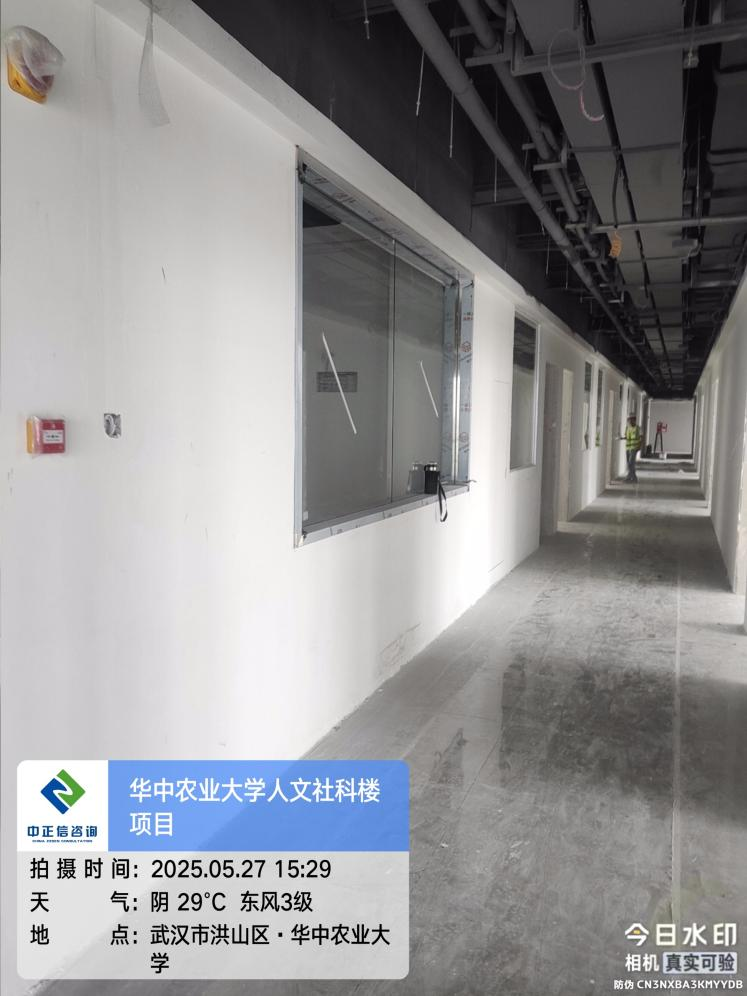 华中农业大学人文社科楼
项目
中正信咨询
CHINA ZEXEN CONSULTATION
拍摄时间: 2025.05.27 15:29
天气: 阴 29℃ 东风3级
地点: 武汉市洪山区·华中农业大
学
今日水印
相机 真实可验
防伪 CN3NXBA3KMYYDB